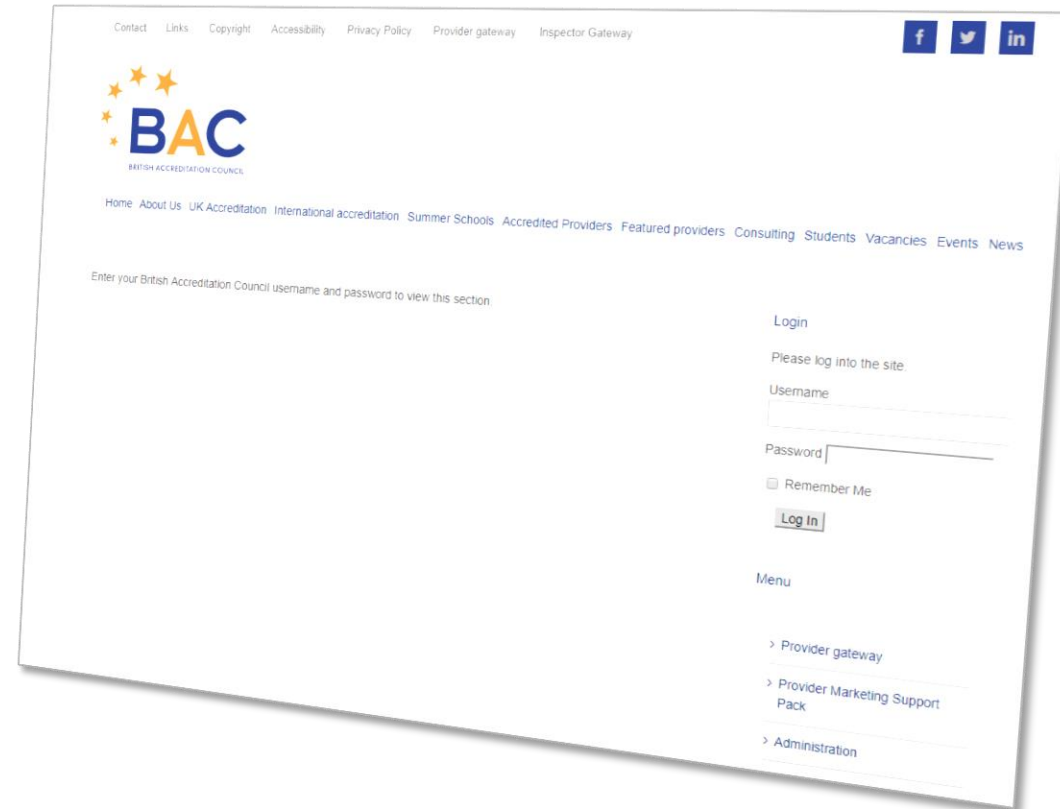 Contact Links Copyright Accessibility Privacy Policy Provider gateway Inspector Gateway
f in
BAC
BRITISH ACCREDITATION COUNCIL
Home About Us UK Accreditation International accreditation Summer Schools Accredited Providers Featured providers Consulting Students Vacancies Events News
Enter your British Accreditation Council username and password to view this section.
Login
Please log into the site.
Username
Password
Remember Me
Log In
Menu
> Provider gateway
> Provider Marketing Support
Pack
> Administration